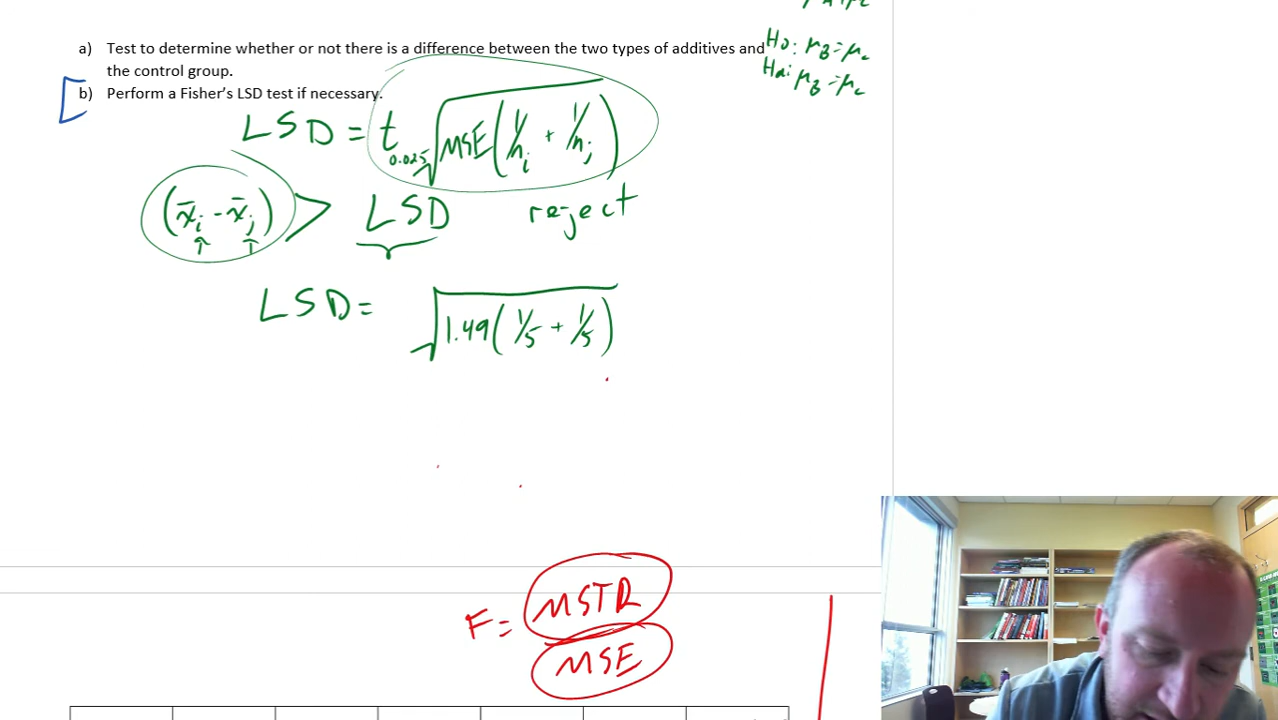 a) Test to determine whether or not there is a difference between the two types of additives and
the control group.
b) Perform a Fisher's LSD test if necessary.
Ho: μB = μc
Ha: μB = μc
LSD = t0.025 √MSE(1/ni + 1/nj)
(x̄i - x̄j) > LSD reject
LSD = √1.49(1/5 + 1/5)
F = MSTR
MSE